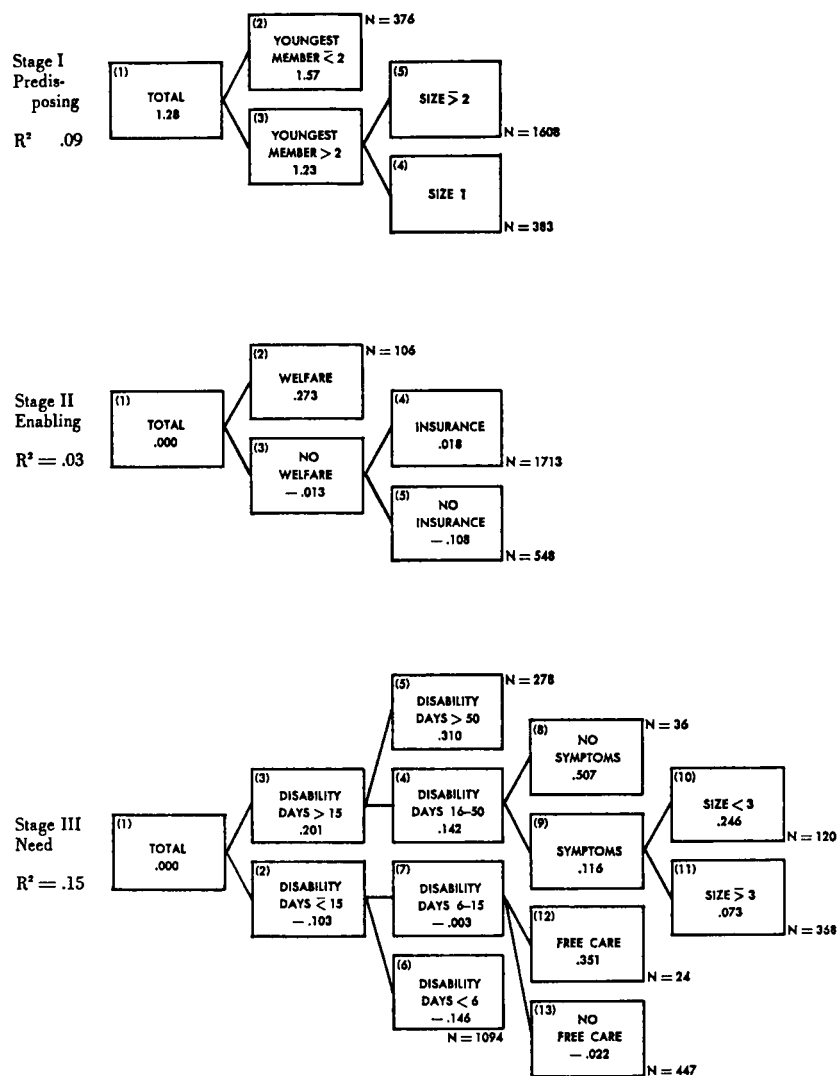 Stage I
Predis-
posing
R² .09
(1)
TOTAL
1.28
(2)
YOUNGEST
MEMBER < 2
1.57
N = 376
(3)
YOUNGEST
MEMBER > 2
1.23
(5)
SIZE > 2
N = 1608
(4)
SIZE 1
N = 383
Stage II
Enabling
R² = .03
(1)
TOTAL
.000
(2)
WELFARE
.273
N = 106
(3)
NO
WELFARE
— .013
(4)
INSURANCE
.018
N = 1713
(5)
NO
INSURANCE
— .108
N = 548
Stage III
Need
R² = .15
(1)
TOTAL
.000
(3)
DISABILITY
DAYS > 15
.201
(2)
DISABILITY
DAYS < 15
— .103
(5)
DISABILITY
DAYS > 50
.310
N = 278
(4)
DISABILITY
DAYS 16–50
.142
(7)
DISABILITY
DAYS 6–15
— .003
(6)
DISABILITY
DAYS < 6
— .146
N = 1094
(8)
NO
SYMPTOMS
.507
N = 36
(9)
SYMPTOMS
.116
(12)
FREE CARE
.351
N = 24
(13)
NO
FREE CARE
— .022
N = 447
(10)
SIZE < 3
.246
N = 120
(11)
SIZE > 3
.073
N = 368